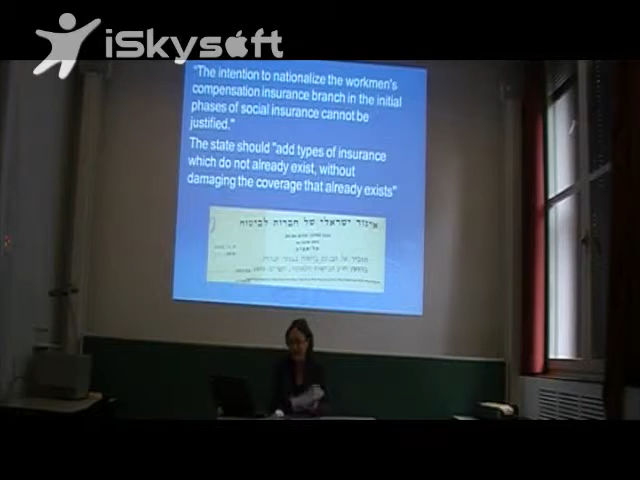 iSkysoft
"The intention to nationalize the workmen's
compensation insurance branch in the initial
phases of social insurance cannot be
justified."
The state should "add types of insurance
which do not already exist, without
damaging the coverage that already exists"
איגוד ישראלי של חברות לביטוח